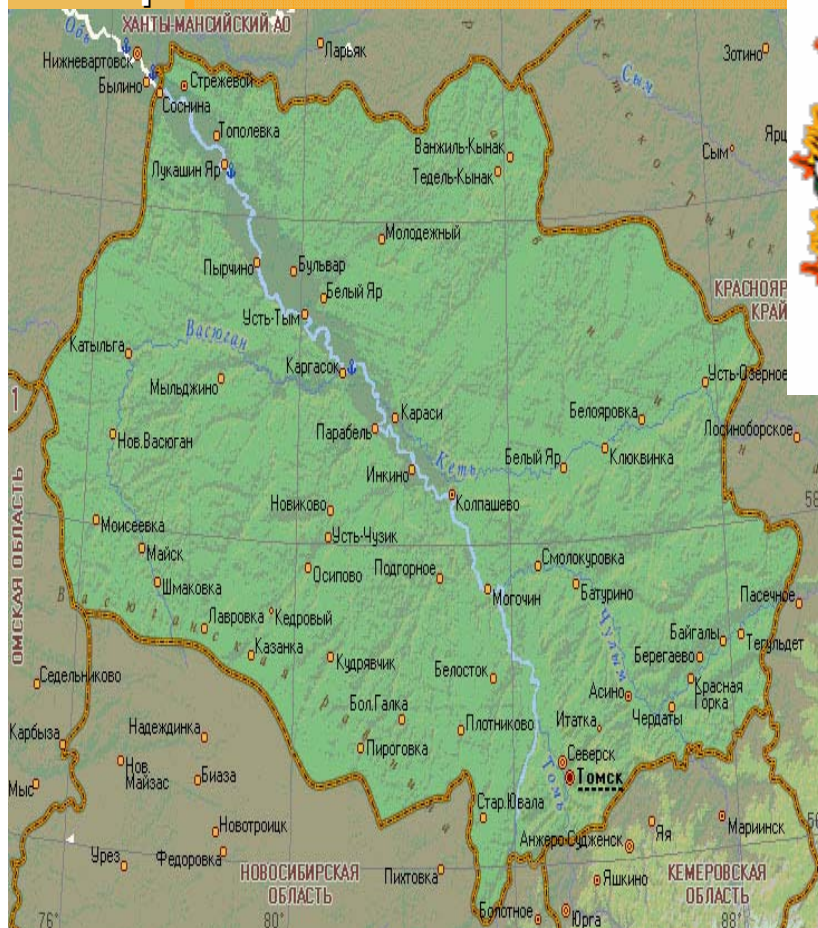 ХАНТЫ-МАНСИЙСКИЙ АО
Обь
Нижневартовск
Былино
Соснина
Стрежевой
Ларьяк
Зотино
Сым
Тополевка
Лукашин Яр
Ванжиль-Кынак
Тедель-Кынак
Сым
Молодежный
Пырчино
Бульвар
Белый Яр
Усть-Тым
Васюган
Катыльга
Мыльджино
Каргасок
Караси
Парабель
Нов.Васюган
Инкино
Кеть
Колпашево
Белый Яр
Белояровка
Клюквинка
Усть-Озерное
Лосиноборское
1
ОМСКАЯ ОБЛАСТЬ
Моисеевка
Майск
Шмаковка
Новиково
Усть-Чузик
Осипово
Подгорное
Смолокуровка
Могочин
Батурино
Чулым
Пасечное
Лавровка
Кедровый
Казанка
Кудрявчик
Белосток
Байгалы
Берегаево
Тегульдет
Красная
Горка
Асино
Чердаты
Итатка
Седельниково
Бол.Галка
Плотниково
Пироговка
Северск
Томск
Томь
Карбыза
Надеждинка
Нов.
Майзас
Биаза
Мыс
Стар.Ювала
Анжеро-Судженск
Яя
Мариинск
Новотроицк
Урез
Федоровка
НОВОСИБИРСКАЯ
ОБЛАСТЬ
Пихтовка
Яшкино
КЕМЕРОВСКАЯ
ОБЛАСТЬ
Болотное
Юрга
76°
80°
88°